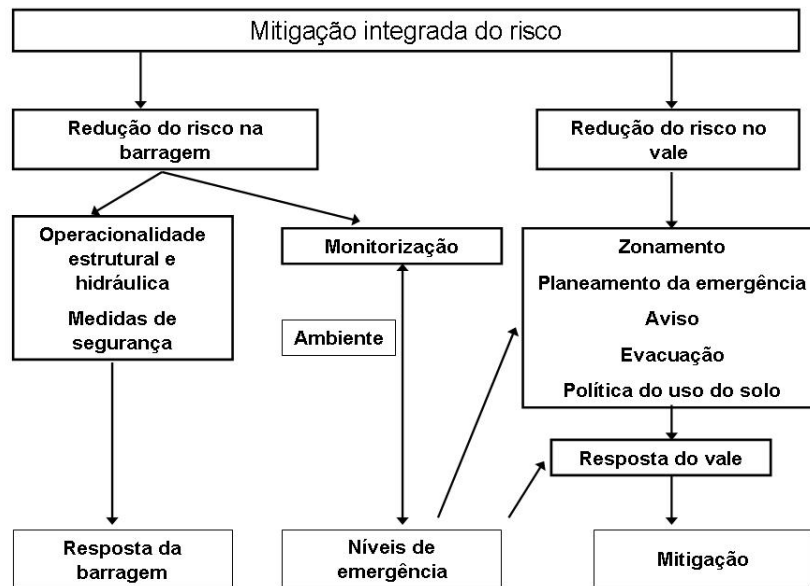 Mitigação integrada do risco
Redução do risco na
barragem
Redução do risco no
vale
Operacionalidade
estrutural e
hidráulica
Medidas de
segurança
Monitorização
Ambiente
Zonamento
Planeamento da emergência
Aviso
Evacuação
Política do uso do solo
Resposta do vale
Resposta da
barragem
Níveis de
emergência
Mitigação